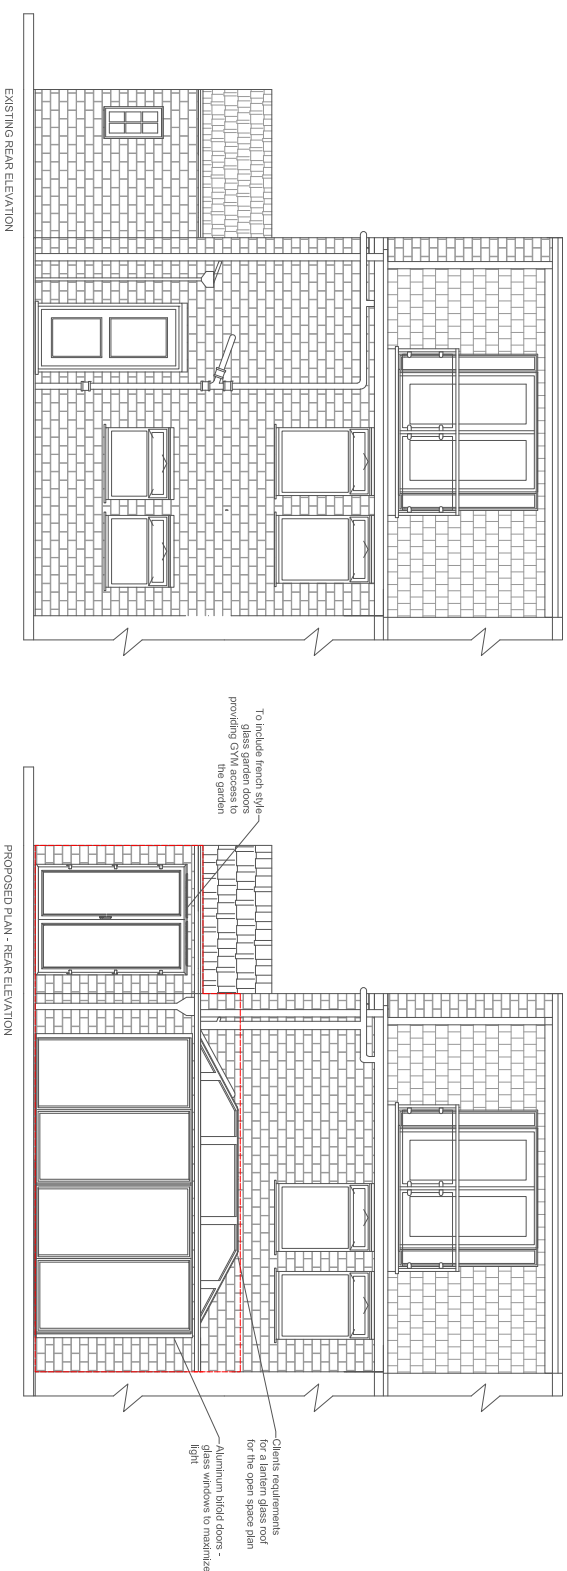 EXISTING REAR ELEVATION
To include french style
glass garden doors
providing GYM access to
the garden
Clients requirements
for a lantern glass roof
for the open space plan
Aluminum bifold doors -
glass windows to maximize
light
PROPOSED PLAN - REAR ELEVATION